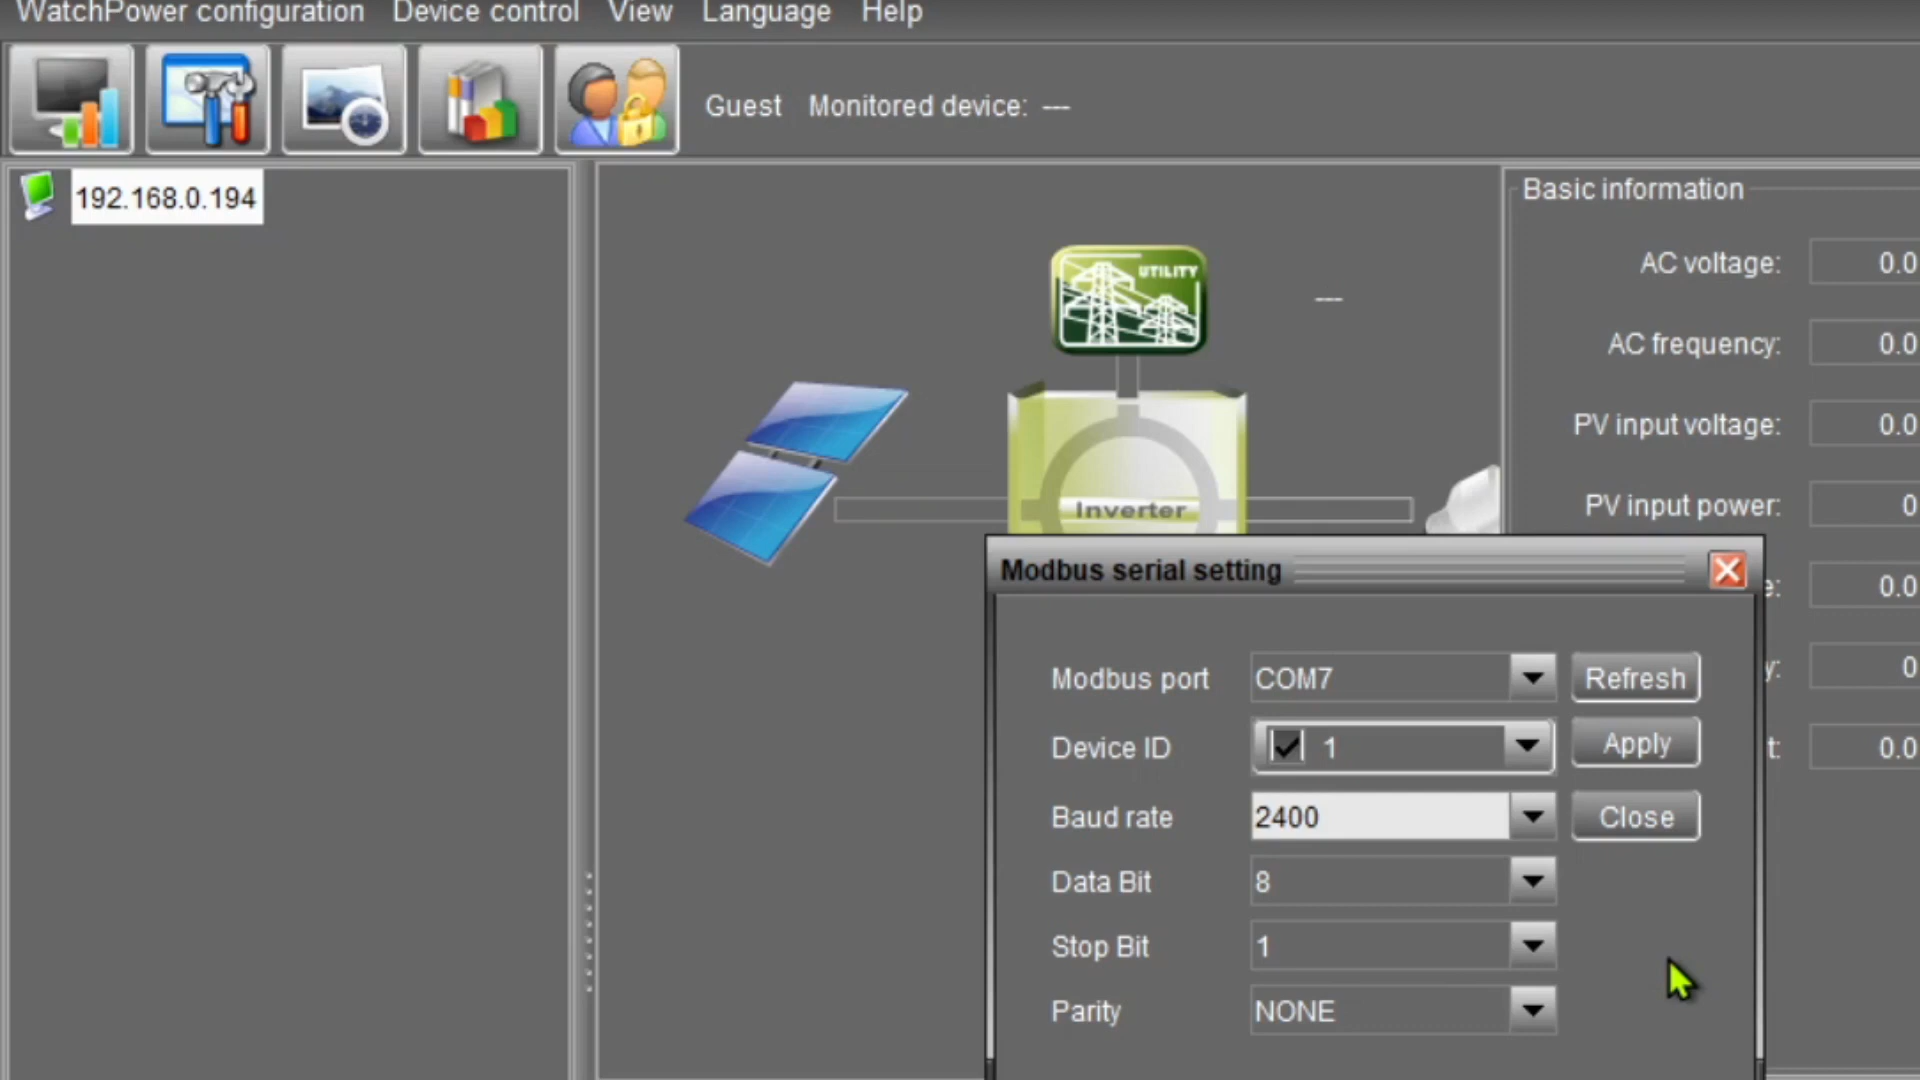 WatchPower configuration Device control View Language Help
Guest Monitored device: ---
192.168.0.194
Basic information
UTILITY
---
AC voltage: 0.0
AC frequency: 0.0
PV input voltage: 0.0
PV input power: 0
Inverter
Modbus serial setting
e: 0.0
Modbus port COM7 Refresh
y: 0
Device ID 1 Apply
t: 0.0
Baud rate 2400 Close
Data Bit 8
Stop Bit 1
Parity NONE